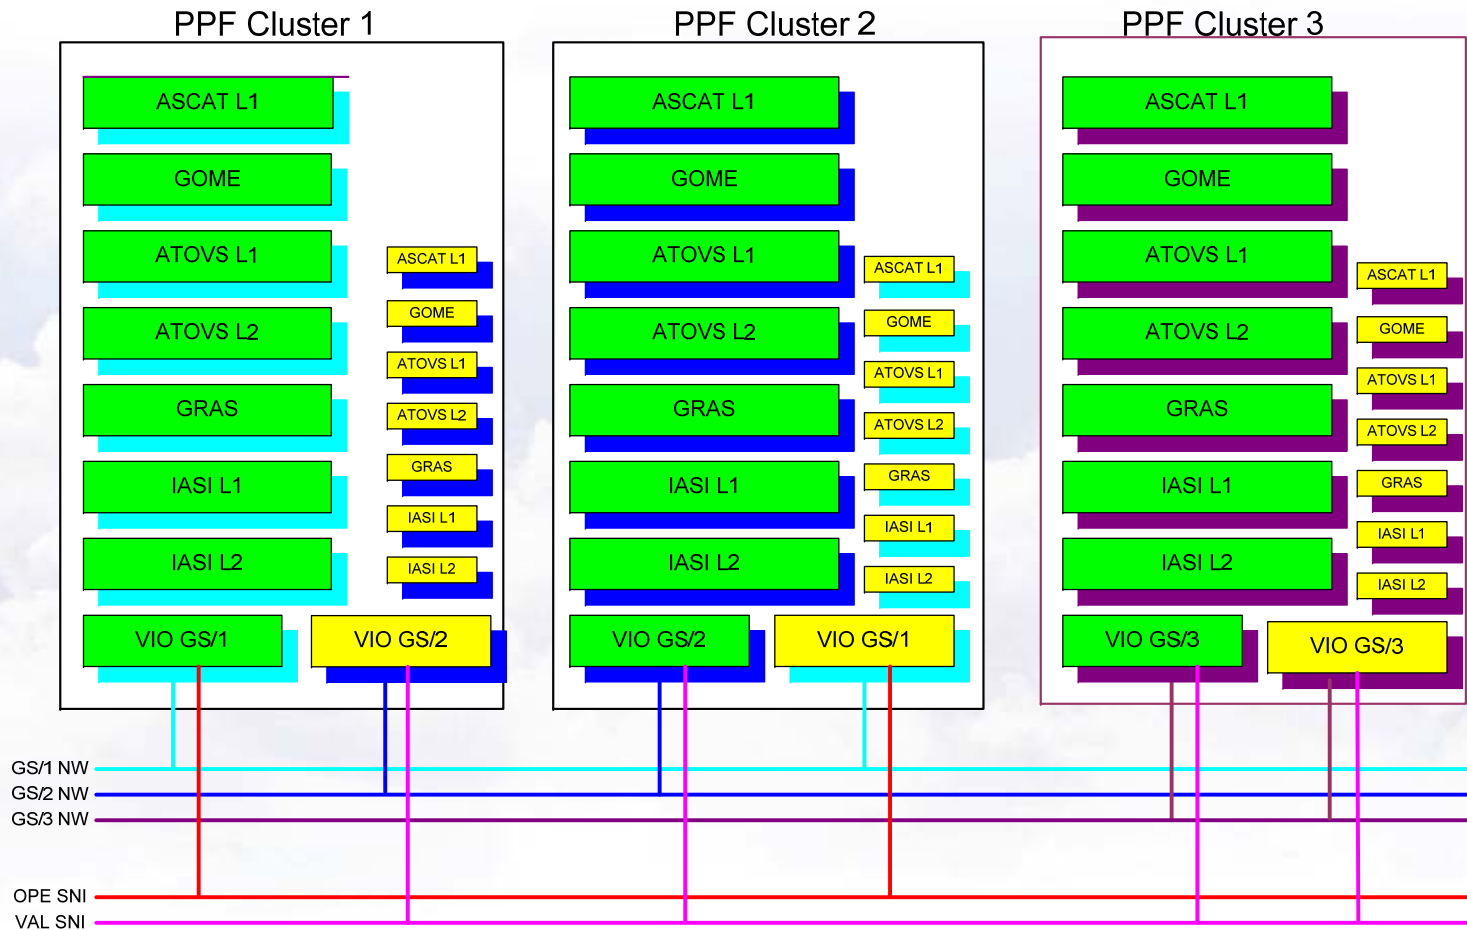 PPF Cluster 1
ASCAT L1
GOME
ATOVS L1
ATOVS L2
GRAS
IASI L1
IASI L2
VIO GS/1
ASCAT L1
GOME
ATOVS L1
ATOVS L2
GRAS
IASI L1
IASI L2
VIO GS/2
PPF Cluster 2
ASCAT L1
GOME
ATOVS L1
ATOVS L2
GRAS
IASI L1
IASI L2
VIO GS/2
ASCAT L1
GOME
ATOVS L1
ATOVS L2
GRAS
IASI L1
IASI L2
VIO GS/1
PPF Cluster 3
ASCAT L1
GOME
ATOVS L1
ATOVS L2
GRAS
IASI L1
IASI L2
VIO GS/3
ASCAT L1
GOME
ATOVS L1
ATOVS L2
GRAS
IASI L1
IASI L2
VIO GS/3
GS/1 NW
GS/2 NW
GS/3 NW
OPE SNI
VAL SNI